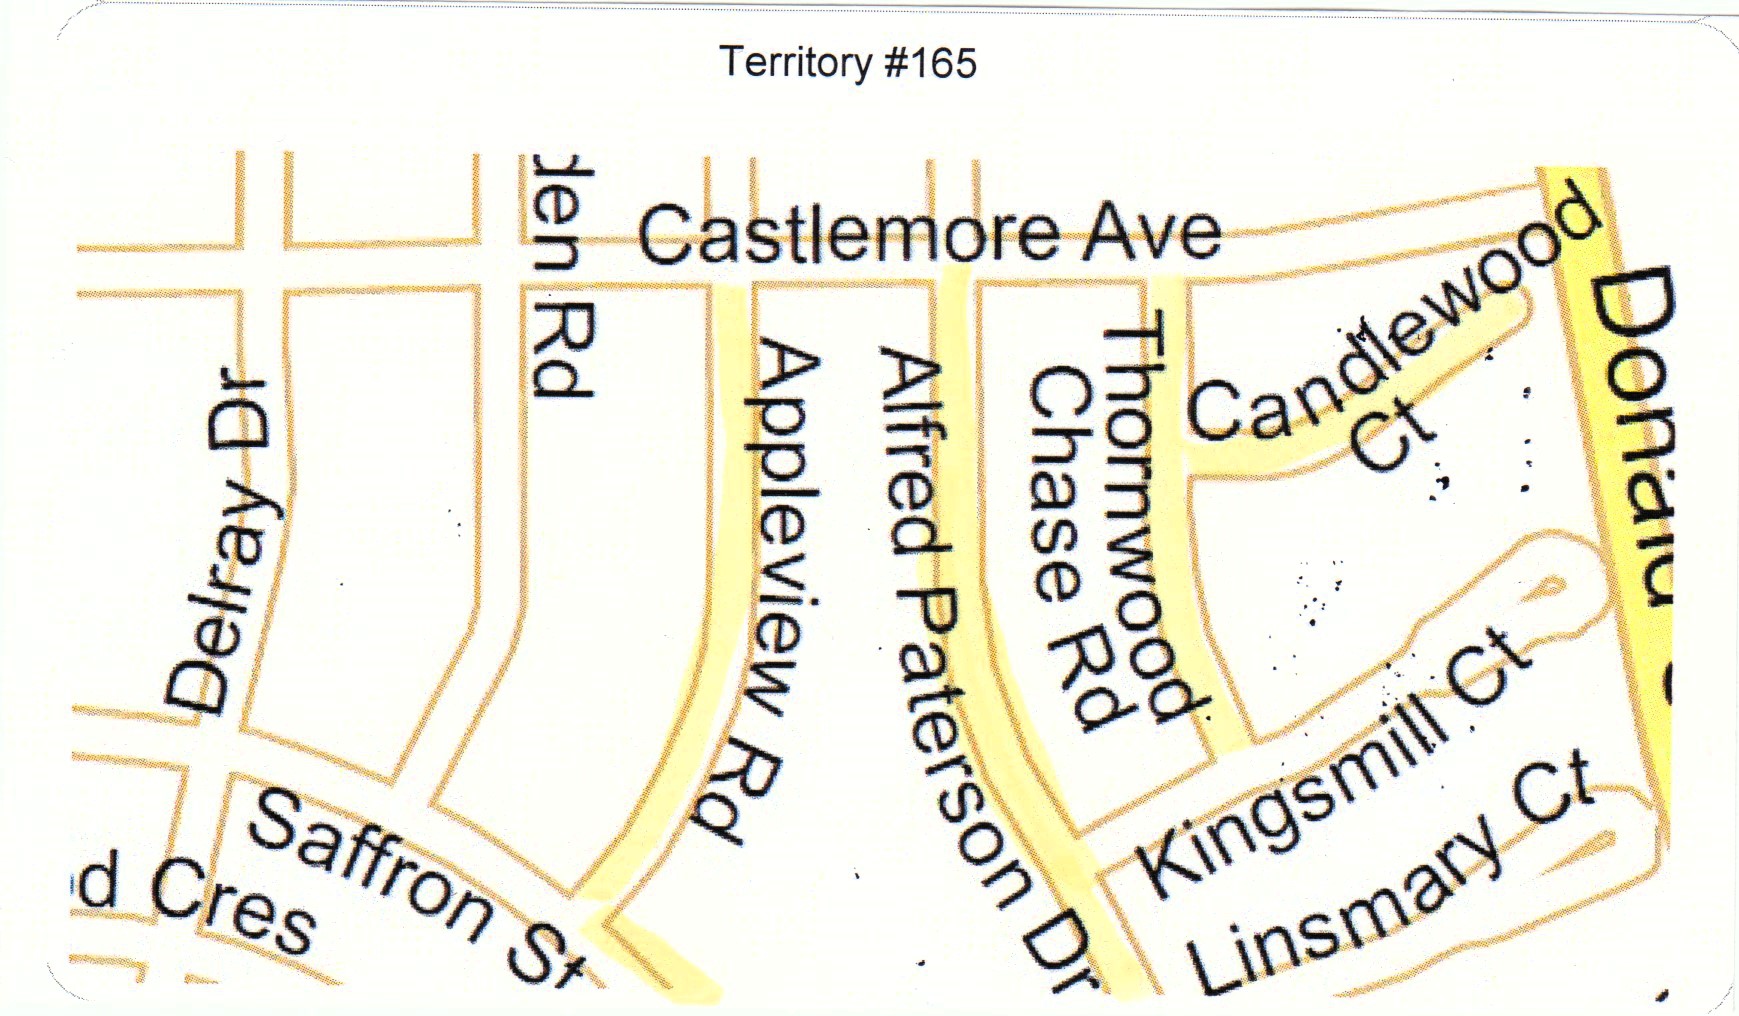 Territory #165
den Rd
Castlemore Ave
Candlewood
Ct
Delray Dr
Appleview Rd
Alfred Paterson Dr
Thornwood
Chase Rd
Kingsmill Ct
Linsmary Ct
Saffron St
d Cres